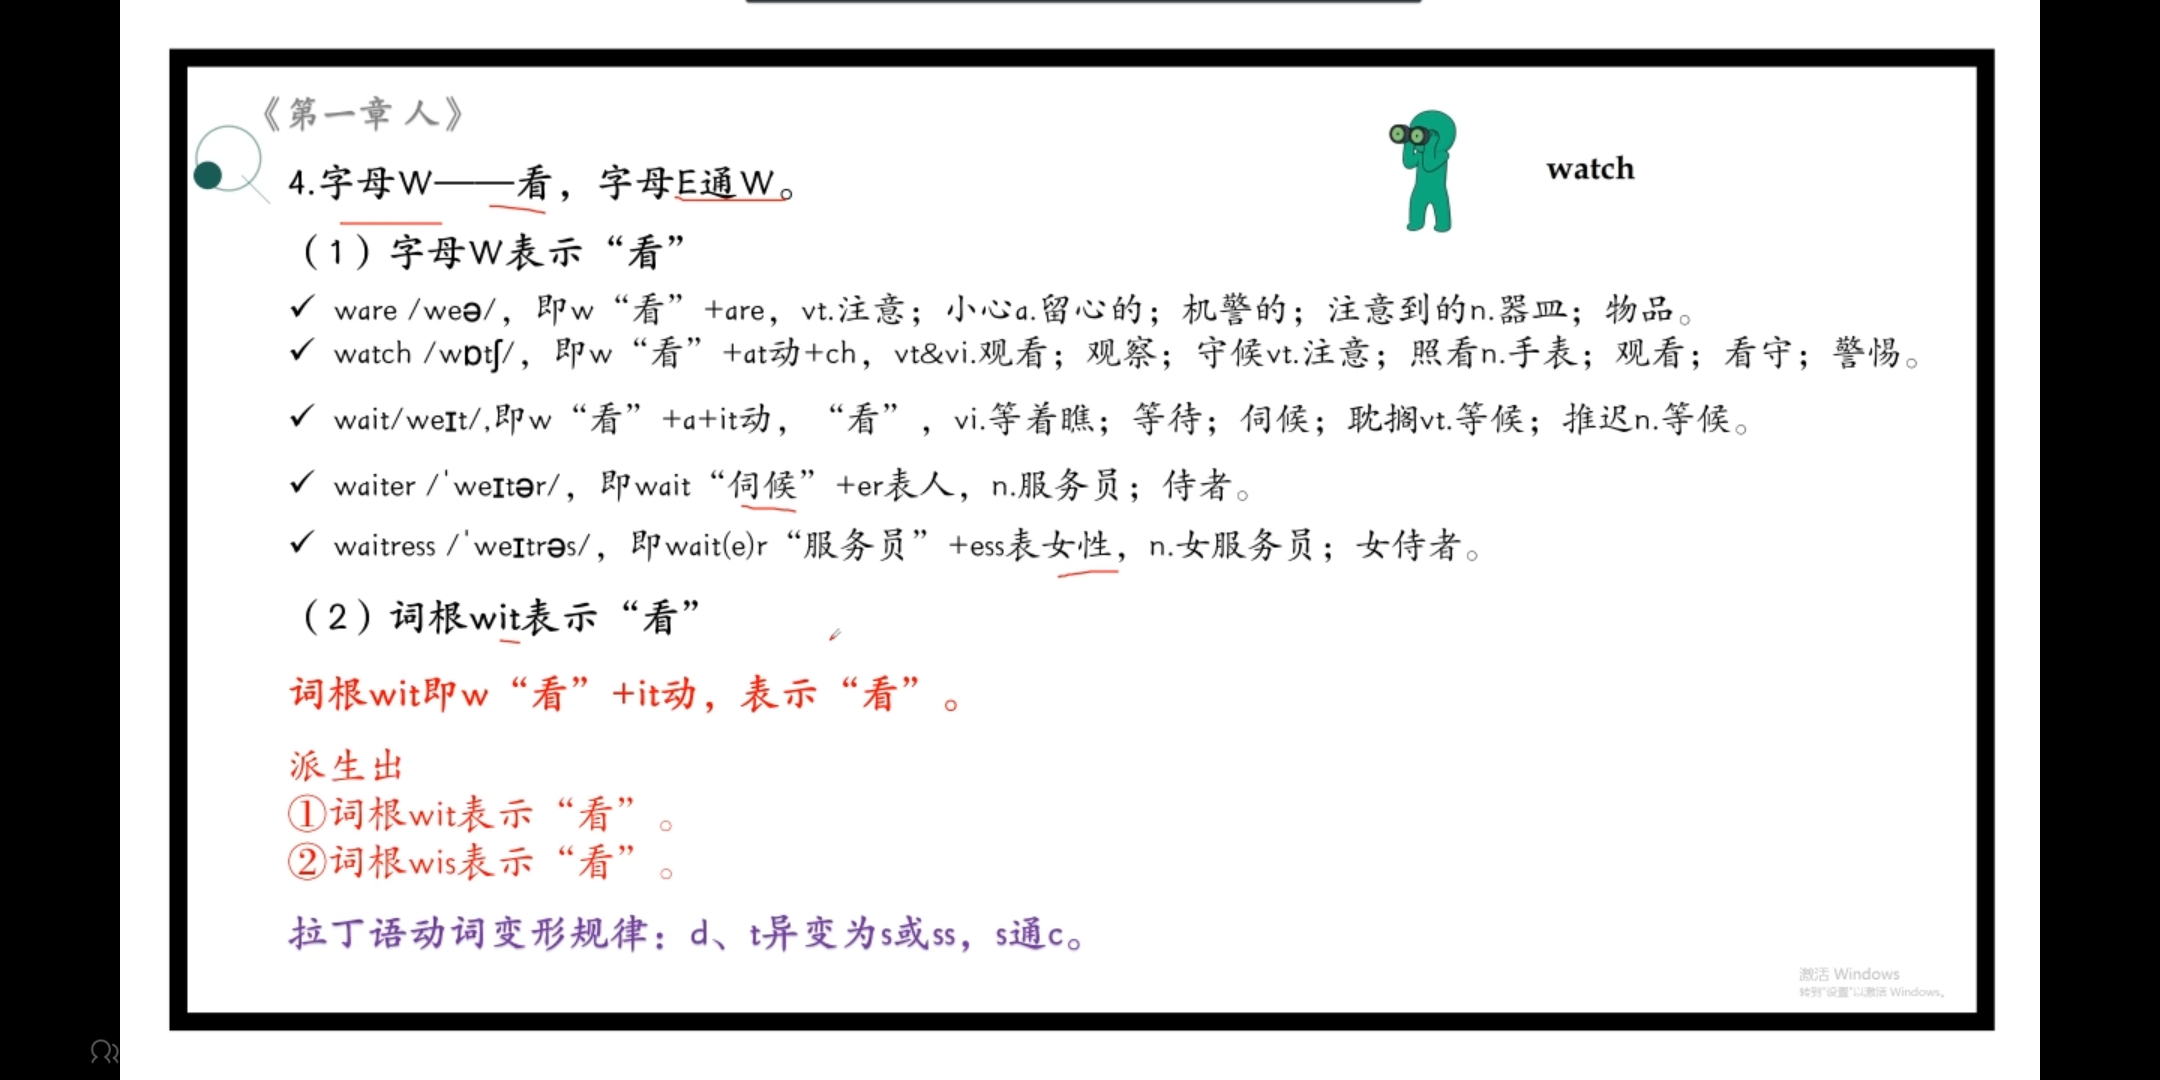 《第一章 人》
watch
4.字母W——看，字母E通W。
（1）字母W表示“看”
✓ ware /weə/，即w“看”+are，vt.注意；小心a.留心的；机警的；注意到的n.器皿；物品。
✓ watch /wɒtʃ/，即w“看”+at动+ch，vt&vi.观看；观察；守候vt.注意；照看n.手表；观看；看守；警惕。
✓ wait/weɪt/,即w“看”+a+it动，“看”，vi.等着瞧；等待；伺候；耽搁vt.等候；推迟n.等候。
✓ waiter /ˈweɪtər/，即wait“伺候”+er表人，n.服务员；侍者。
✓ waitress /ˈweɪtrəs/，即wait(e)r“服务员”+ess表女性，n.女服务员；女侍者。
（2）词根wit表示“看”
词根wit即w“看”+it动，表示“看”。
派生出
①词根wit表示“看”。
②词根wis表示“看”。
拉丁语动词变形规律：d、t异变为s或ss，s通c。
激活 Windows
转到“设置”以激活 Windows。